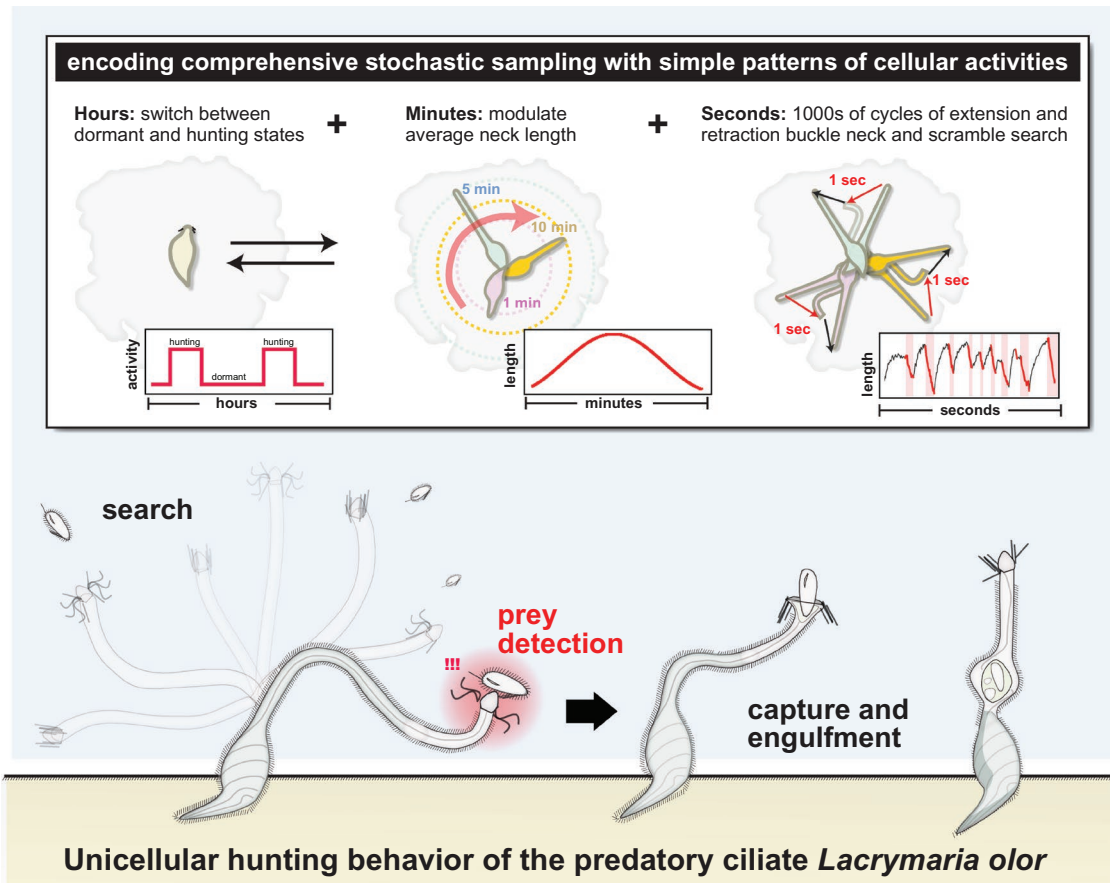 encoding comprehensive stochastic sampling with simple patterns of cellular activities
Hours: switch between
dormant and hunting states
+
Minutes: modulate
average neck length
+
Seconds: 1000s of cycles of extension and
retraction buckle neck and scramble search
5 min
10 min
1 min
1 sec
1 sec
1 sec
activity
hunting
dormant
hunting
hours
length
minutes
length
seconds
search
prey
detection
!!!
capture and
engulfment
Unicellular hunting behavior of the predatory ciliate Lacrymaria olor